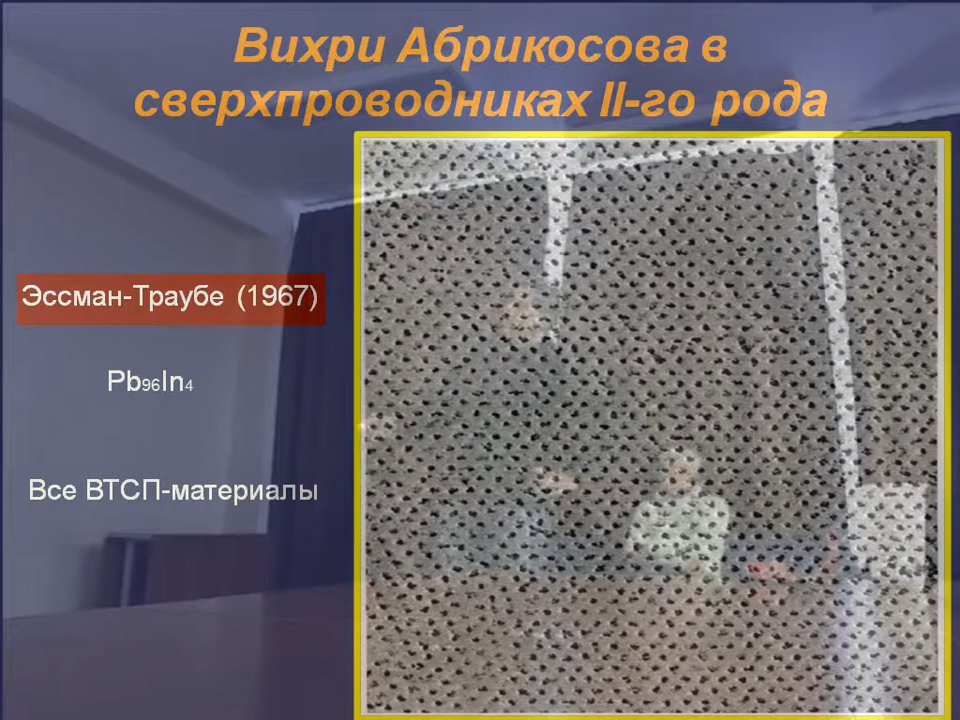 Вихри Абрикосова в
сверхпроводниках II-го рода
Эссман-Траубе (1967)
Pb96In4
Все ВТСП-материалы